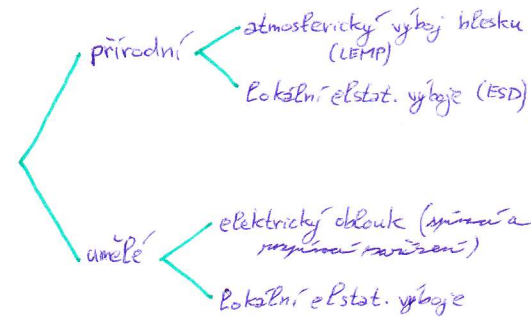 přírodní
atmosferický výboj blesku
(LEMP)
lokální elstat. výboje (ESD)
umělé
elektrický oblouk (spínací a
rozpínací zařízení)
lokální elstat. výboje